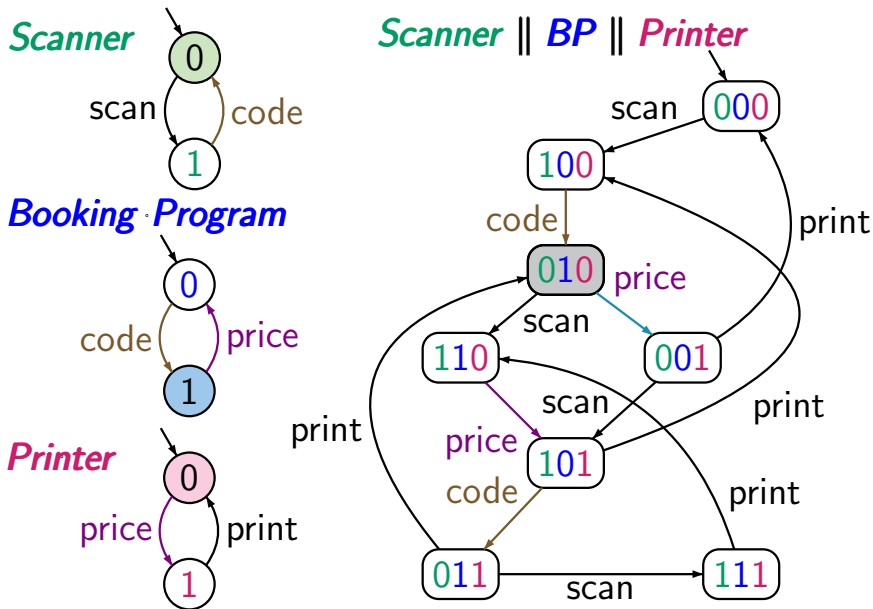 Scanner
0
scan
code
1
Booking Program
0
code
price
1
Printer
0
price
print
1
Scanner || BP || Printer
000
scan
100
print
code
010
price
scan
110
001
scan
print
print
price
101
code
print
011
scan
111